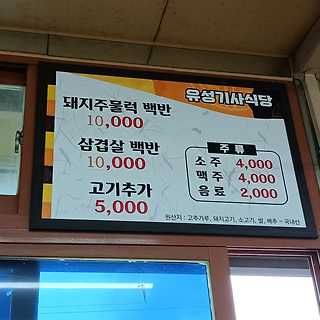 유성기사식당
돼지주물럭 백반
10,000
삼겹살 백반
10,000
고기추가
5,000
주 류
소 주 4,000
맥 주 4,000
음 료 2,000
원산지 : 고추가루, 돼지고기, 소고기, 쌀, 배추 - 국내산